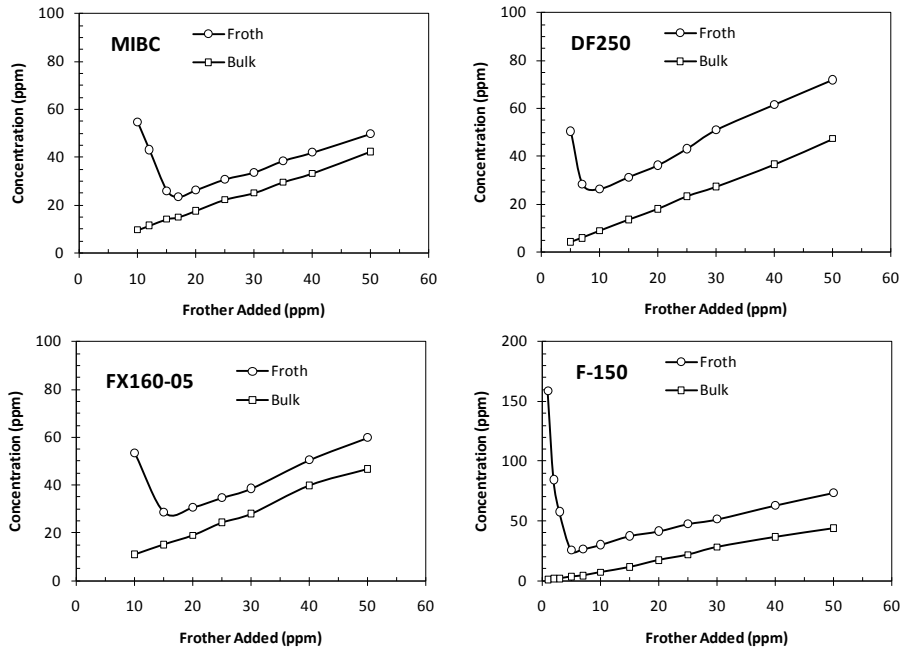 MIBC
Froth
Bulk
Concentration (ppm)
100
80
60
40
20
0
0 10 20 30 40 50 60
Frother Added (ppm)
DF250
Froth
Bulk
Concentration (ppm)
100
80
60
40
20
0
0 10 20 30 40 50 60
Frother Added (ppm)
FX160-05
Froth
Bulk
Concentration (ppm)
100
80
60
40
20
0
0 10 20 30 40 50 60
Frother Added (ppm)
F-150
Froth
Bulk
Concentration (ppm)
200
150
100
50
0
0 10 20 30 40 50 60
Frother Added (ppm)